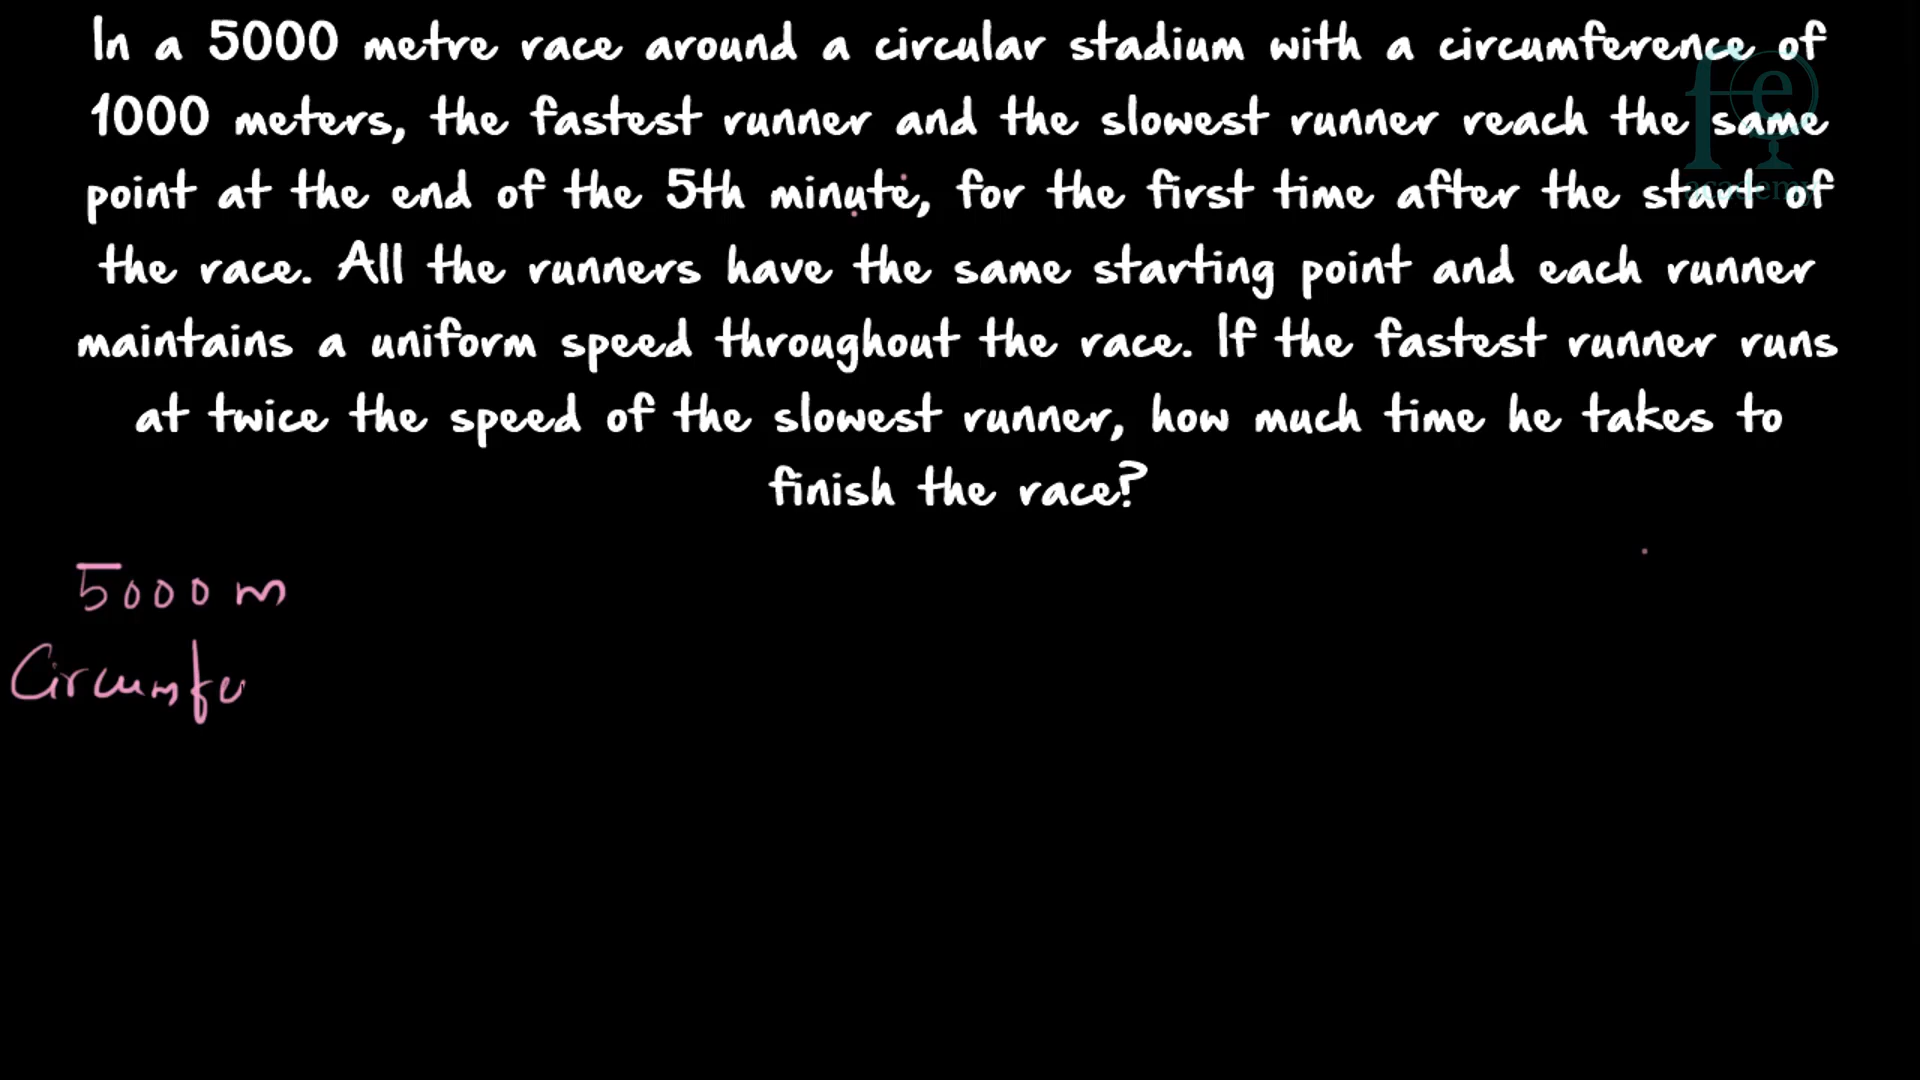 In a 5000 metre race around a circular stadium with a circumference of
1000 meters, the fastest runner and the slowest runner reach the same
point at the end of the 5th minute, for the first time after the start of
the race. All the runners have the same starting point and each runner
maintains a uniform speed throughout the race. If the fastest runner runs
at twice the speed of the slowest runner, how much time he takes to
finish the race?
fe
academy
5000 m
Circumfe